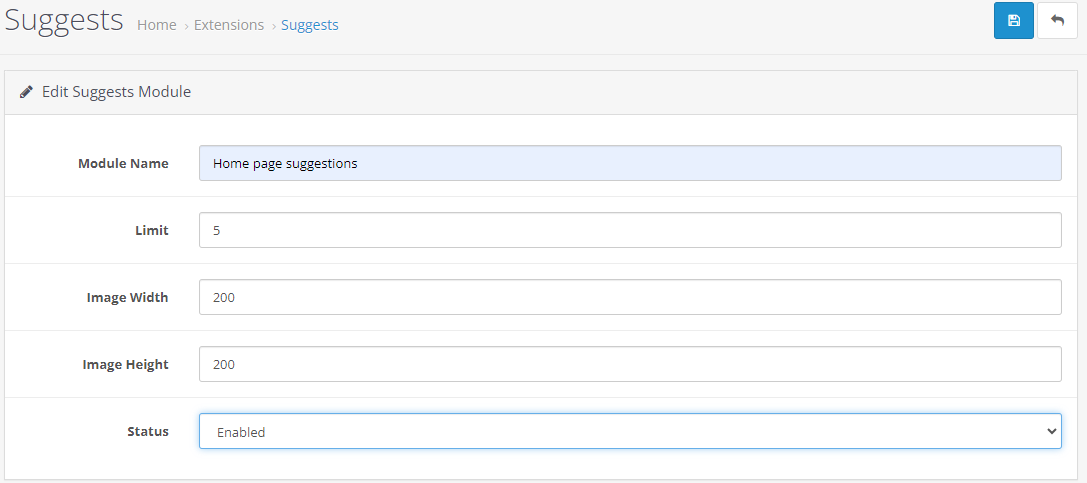 Suggests Home › Extensions › Suggests
Edit Suggests Module
Module Name Home page suggestions
Limit 5
Image Width 200
Image Height 200
Status Enabled